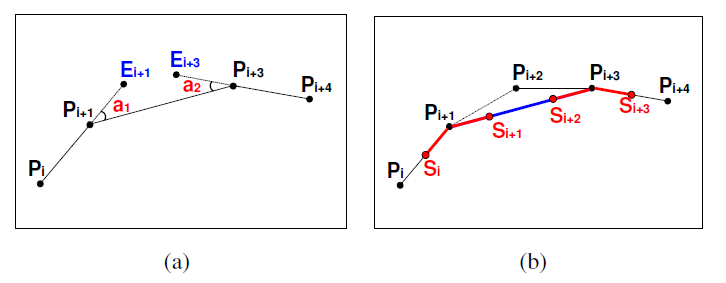 Ei+1
Ei+3
Pi+3
Pi+4
a2
Pi+1
a1
Pi
(a)
Pi+2
Pi+3
Pi+4
Pi+1
Si+3
Si+2
Si+1
Pi
Si
(b)